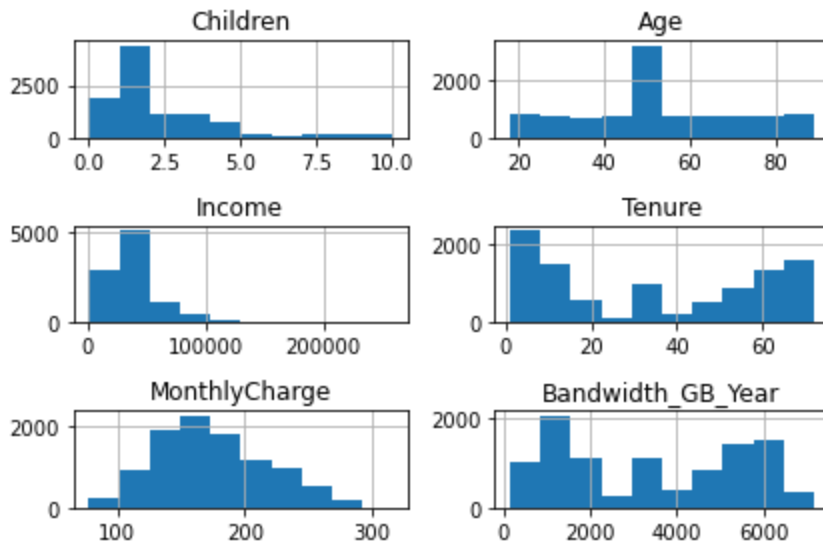 Children
2500
0
0.0 2.5 5.0 7.5 10.0
Age
2000
0
20 40 60 80
Income
5000
0
0 100000 200000
Tenure
2000
0
0 20 40 60
MonthlyCharge
2000
0
100 200 300
Bandwidth_GB_Year
2000
0
0 2000 4000 6000